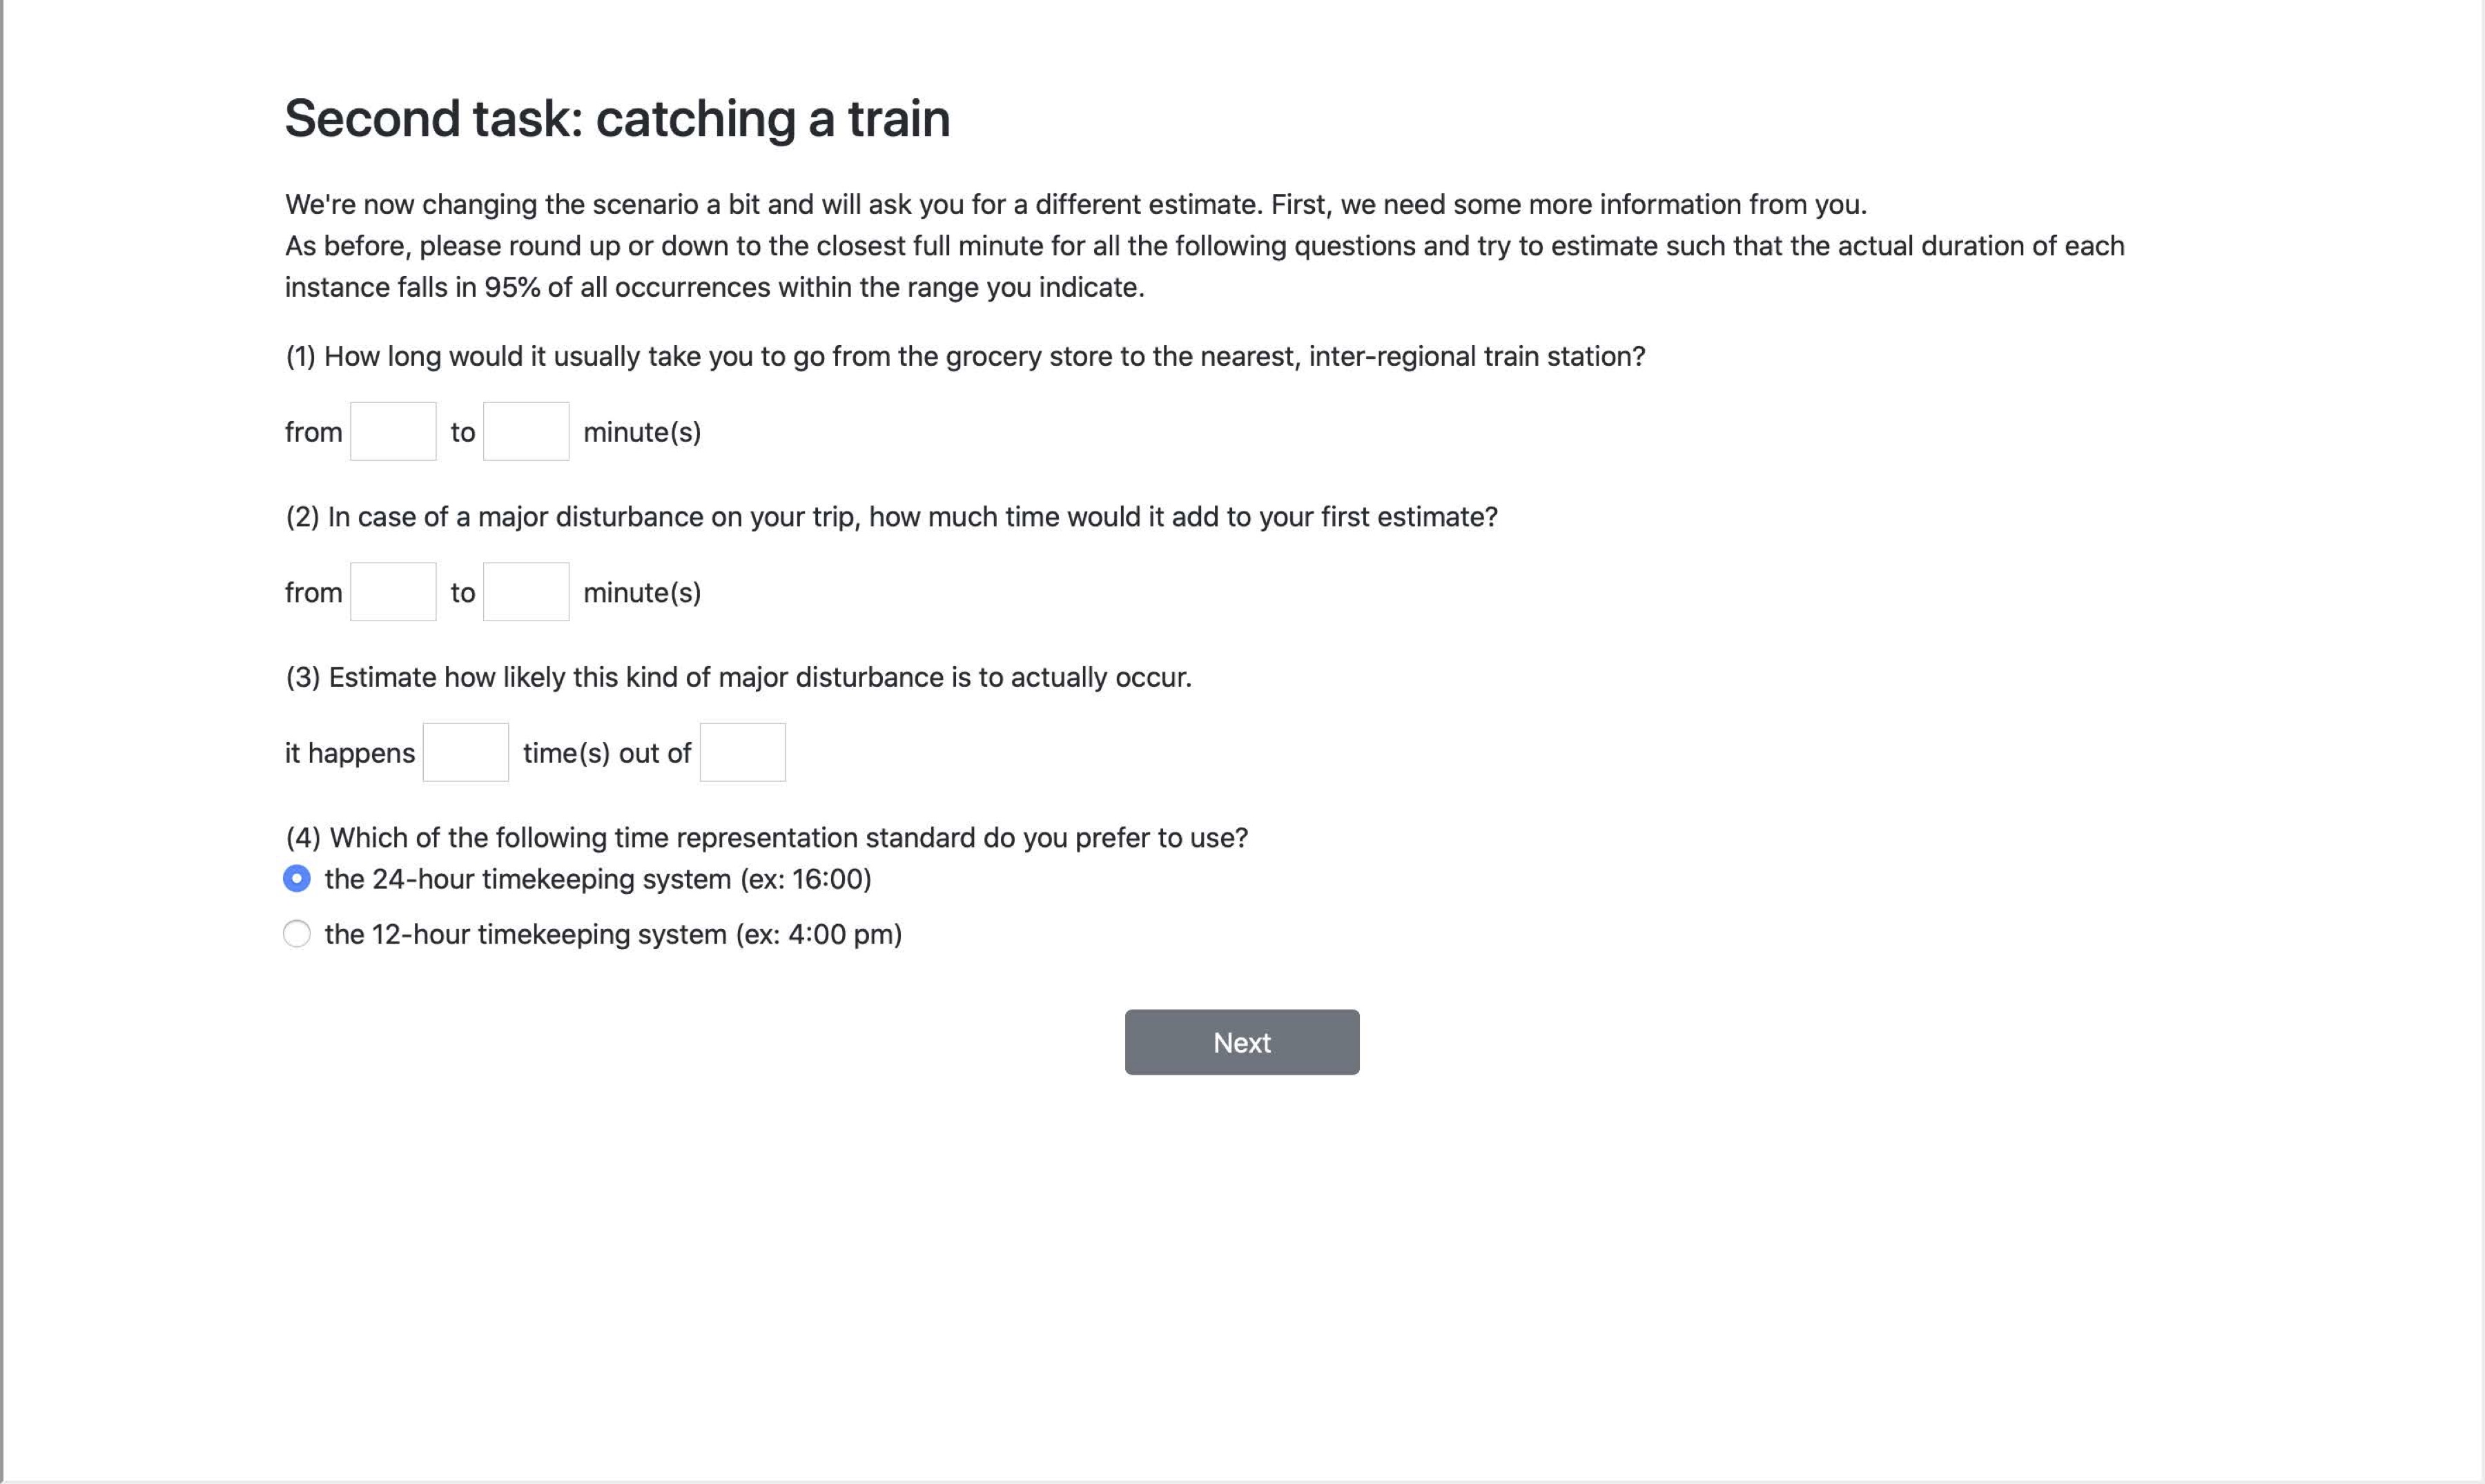 Second task: catching a train
We're now changing the scenario a bit and will ask you for a different estimate. First, we need some more information from you.
As before, please round up or down to the closest full minute for all the following questions and try to estimate such that the actual duration of each
instance falls in 95% of all occurrences within the range you indicate.
(1) How long would it usually take you to go from the grocery store to the nearest, inter-regional train station?
from to minute(s)
(2) In case of a major disturbance on your trip, how much time would it add to your first estimate?
from to minute(s)
(3) Estimate how likely this kind of major disturbance is to actually occur.
it happens time(s) out of
(4) Which of the following time representation standard do you prefer to use?
the 24-hour timekeeping system (ex: 16:00)
the 12-hour timekeeping system (ex: 4:00 pm)
Next